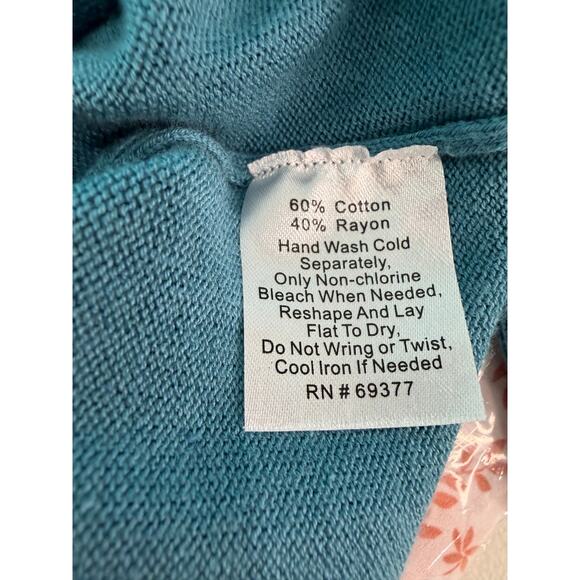 60% Cotton
40% Rayon
Hand Wash Cold
Separately,
Only Non-chlorine
Bleach When Needed,
Reshape And Lay
Flat To Dry,
Do Not Wring or Twist,
Cool Iron If Needed
RN # 69377